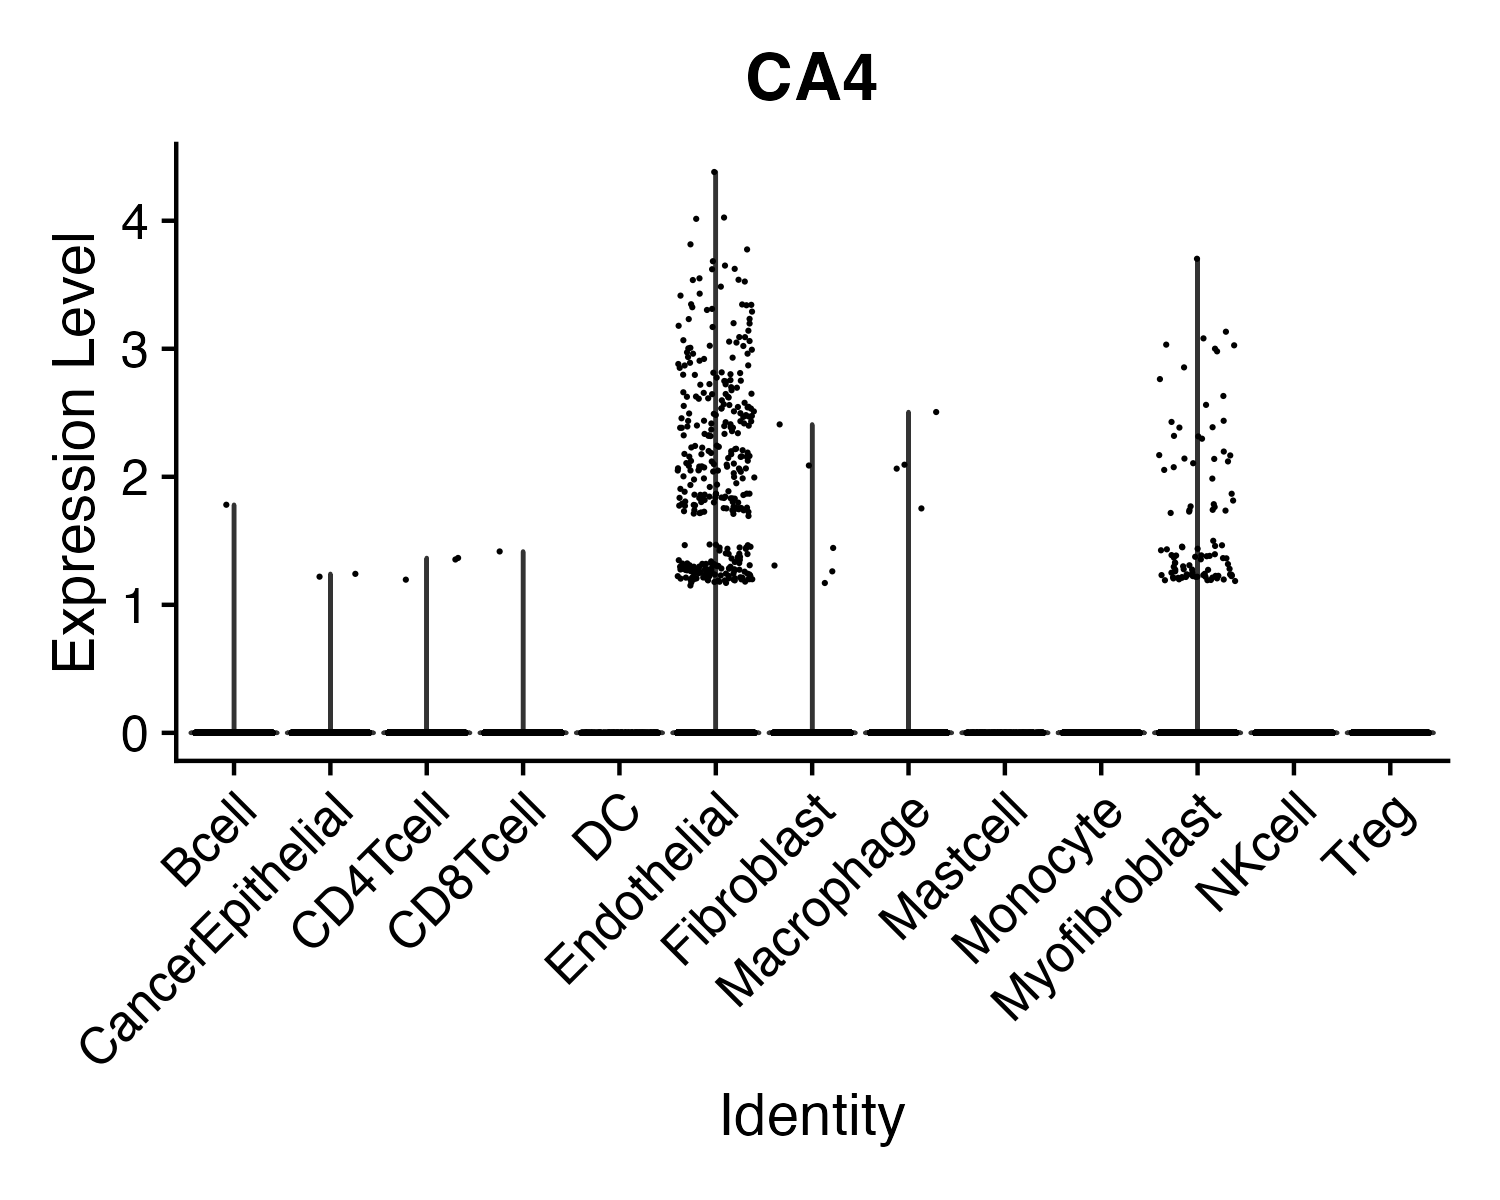 CA4
Expression Level
4
3
2
1
0
Bcell
CancerEpithelial
CD4Tcell
CD8Tcell
DC
Endothelial
Fibroblast
Macrophage
Mastcell
Monocyte
Myofibroblast
NKcell
Treg
Identity